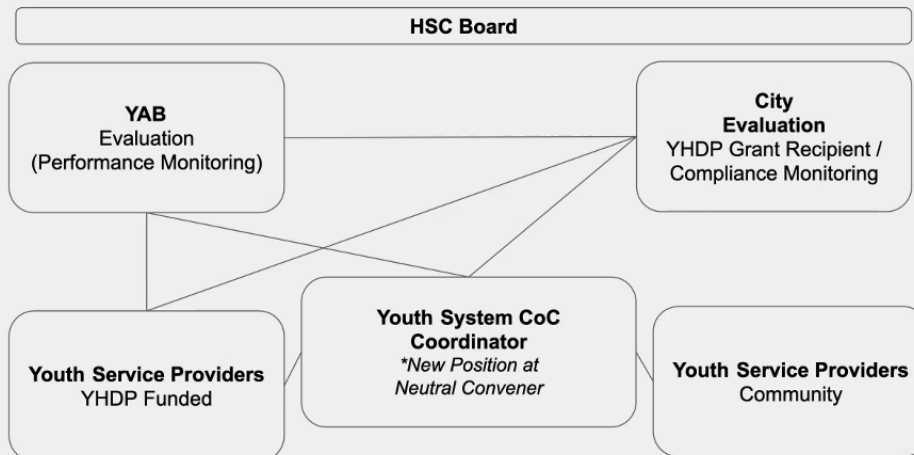 HSC Board
YAB
Evaluation
(Performance Monitoring)
City
Evaluation
YHDP Grant Recipient /
Compliance Monitoring
Youth Service Providers
YHDP Funded
Youth System CoC
Coordinator
*New Position at
Neutral Convener
Youth Service Providers
Community